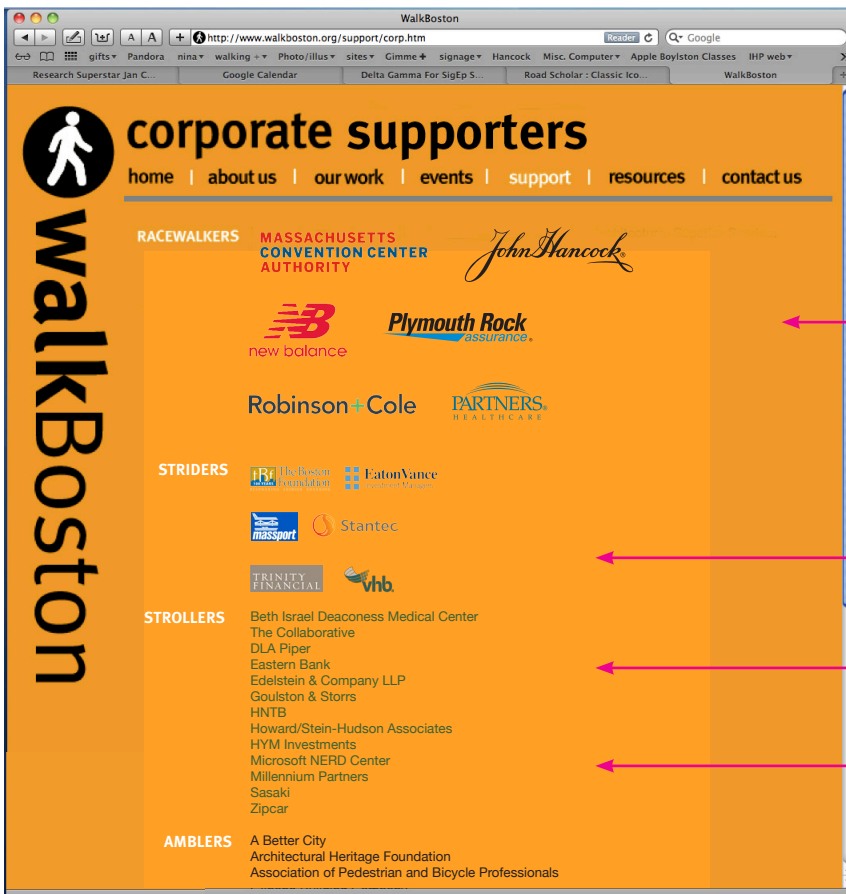 WalkBoston
A A + http://www.walkboston.org/support/corp.htm Reader Google
gifts Pandora nina walking + Photo/illus sites Gimme + signage Hancock Misc. Computer Apple Boylston Classes IHP web
Research Superstar Jan C... Google Calendar Delta Gamma For SigEp S... Road Scholar : Classic Ico... WalkBoston
corporate supporters
home | about us | our work | events | support | resources | contact us
walkBoston
RACEWALKERS
MASSACHUSETTS
CONVENTION CENTER
AUTHORITY
John Hancock
new balance
Plymouth Rock
assurance
Robinson+Cole
PARTNERS
HEALTHCARE
STRIDERS
tBf The Boston
Foundation
EatonVance
massport
Stantec
TRINITY
FINANCIAL
vhb
STROLLERS
Beth Israel Deaconess Medical Center
The Collaborative
DLA Piper
Eastern Bank
Edelstein & Company LLP
Goulston & Storrs
HNTB
Howard/Stein-Hudson Associates
HYM Investments
Microsoft NERD Center
Millennium Partners
Sasaki
Zipcar
AMBLERS
A Better City
Architectural Heritage Foundation
Association of Pedestrian and Bicycle Professionals